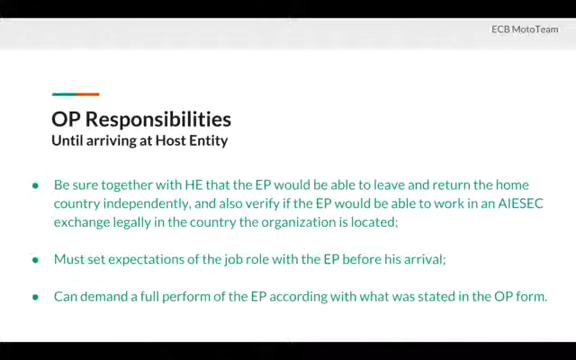 ECB MotoTeam
OP Responsibilities
Until arriving at Host Entity
● Be sure together with HE that the EP would be able to leave and return the home
country independently, and also verify if the EP would be able to work in an AIESEC
exchange legally in the country the organization is located;
● Must set expectations of the job role with the EP before his arrival;
● Can demand a full perform of the EP according with what was stated in the OP form.